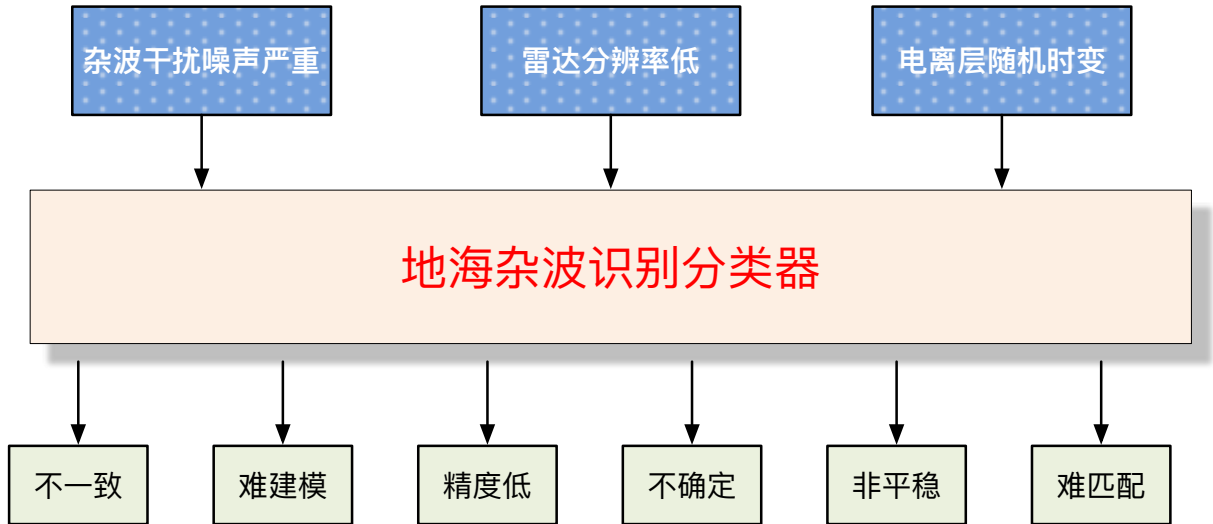 杂波干扰噪声严重
雷达分辨率低
电离层随机时变
地海杂波识别分类器
不一致
难建模
精度低
不确定
非平稳
难匹配